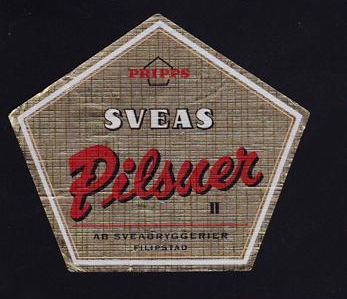 PRIPPS
SVEAS
Pilsner
II
AB SVEABRYGGERIER
FILIPSTAD